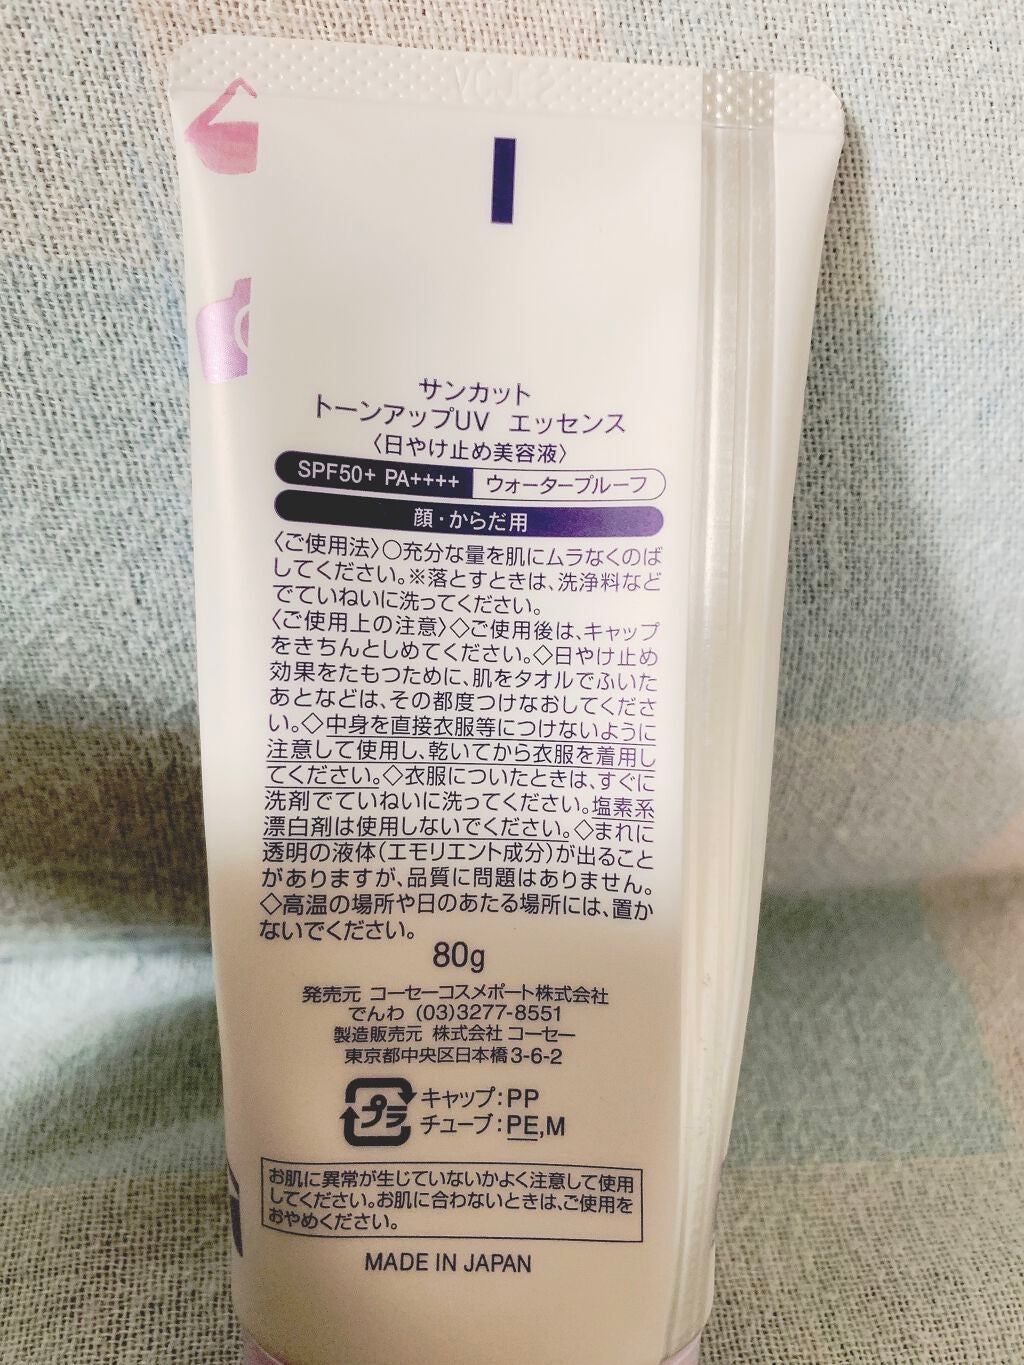 サンカット
トーンアップUV エッセンス
〈日やけ止め美容液〉
SPF50+ PA++++ ウォータープルーフ
顔・からだ用
〈ご使用法〉○充分な量を肌にムラなくのば
してください。※落とすときは、洗浄料など
でていねいに洗ってください。
〈ご使用上の注意〉◇ご使用後は、キャップ
をきちんとしめてください。◇日やけ止め
効果をたもつために、肌をタオルでふいた
あとなどは、その都度つけなおしてくださ
い。◇中身を直接衣服等につけないように
注意して使用し、乾いてから衣服を着用し
てください。◇衣服についたときは、すぐに
洗剤でていねいに洗ってください。塩素系
漂白剤は使用しないでください。◇まれに
透明の液体(エモリエント成分)が出ること
がありますが、品質に問題はありません。
◇高温の場所や日のあたる場所には、置か
ないでください。
80g
発売元 コーセーコスメポート株式会社
でんわ (03)3277-8551
製造販売元 株式会社 コーセー
東京都中央区日本橋3-6-2
プラ
キャップ:PP
チューブ:PE,M
お肌に異常が生じていないかよく注意して使用
してください。お肌に合わないときは、ご使用を
おやめください。
MADE IN JAPAN